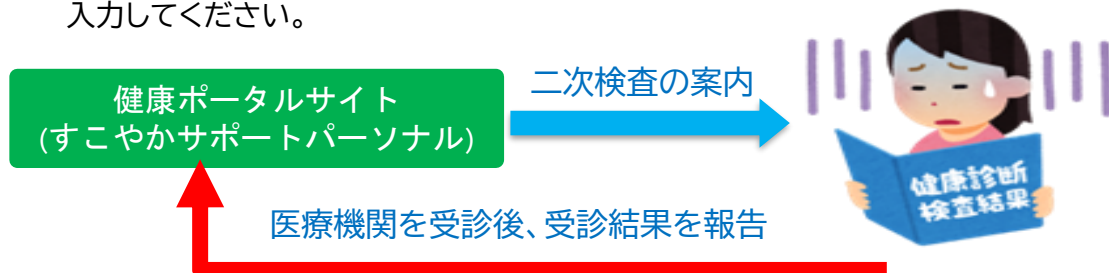 入力してください。
二次検査の案内
健康ポータルサイト
(すこやかサポートパーソナル)
健康診断
検査結果
医療機関を受診後、受診結果を報告